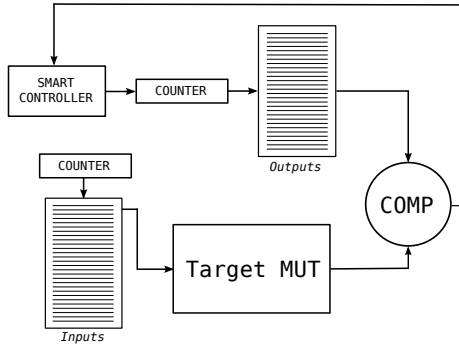 SMART
CONTROLLER
COUNTER
Outputs
COUNTER
COMP
Target MUT
Inputs